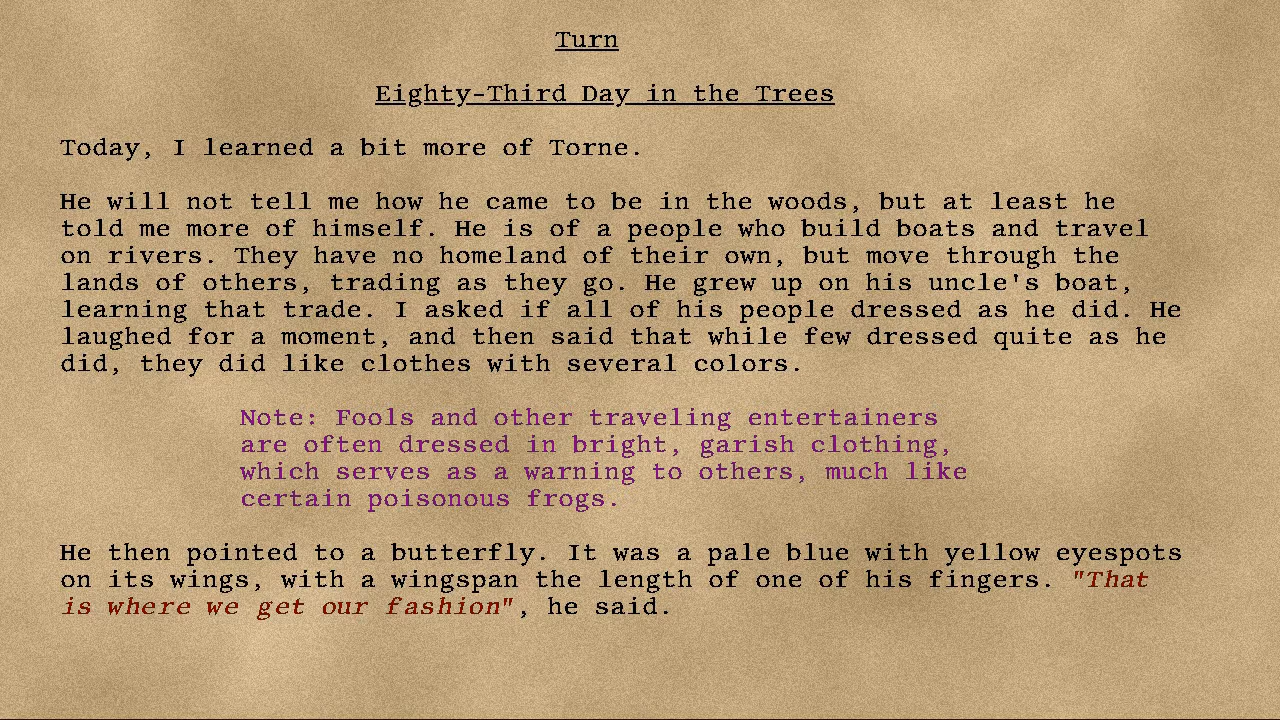 Turn
Eighty-Third Day in the Trees
Today, I learned a bit more of Torne.
He will not tell me how he came to be in the woods, but at least he
told me more of himself. He is of a people who build boats and travel
on rivers. They have no homeland of their own, but move through the
lands of others, trading as they go. He grew up on his uncle's boat,
learning that trade. I asked if all of his people dressed as he did. He
laughed for a moment, and then said that while few dressed quite as he
did, they did like clothes with several colors.
Note: Fools and other traveling entertainers
are often dressed in bright, garish clothing,
which serves as a warning to others, much like
certain poisonous frogs.
He then pointed to a butterfly. It was a pale blue with yellow eyespots
on its wings, with a wingspan the length of one of his fingers. "That
is where we get our fashion", he said.